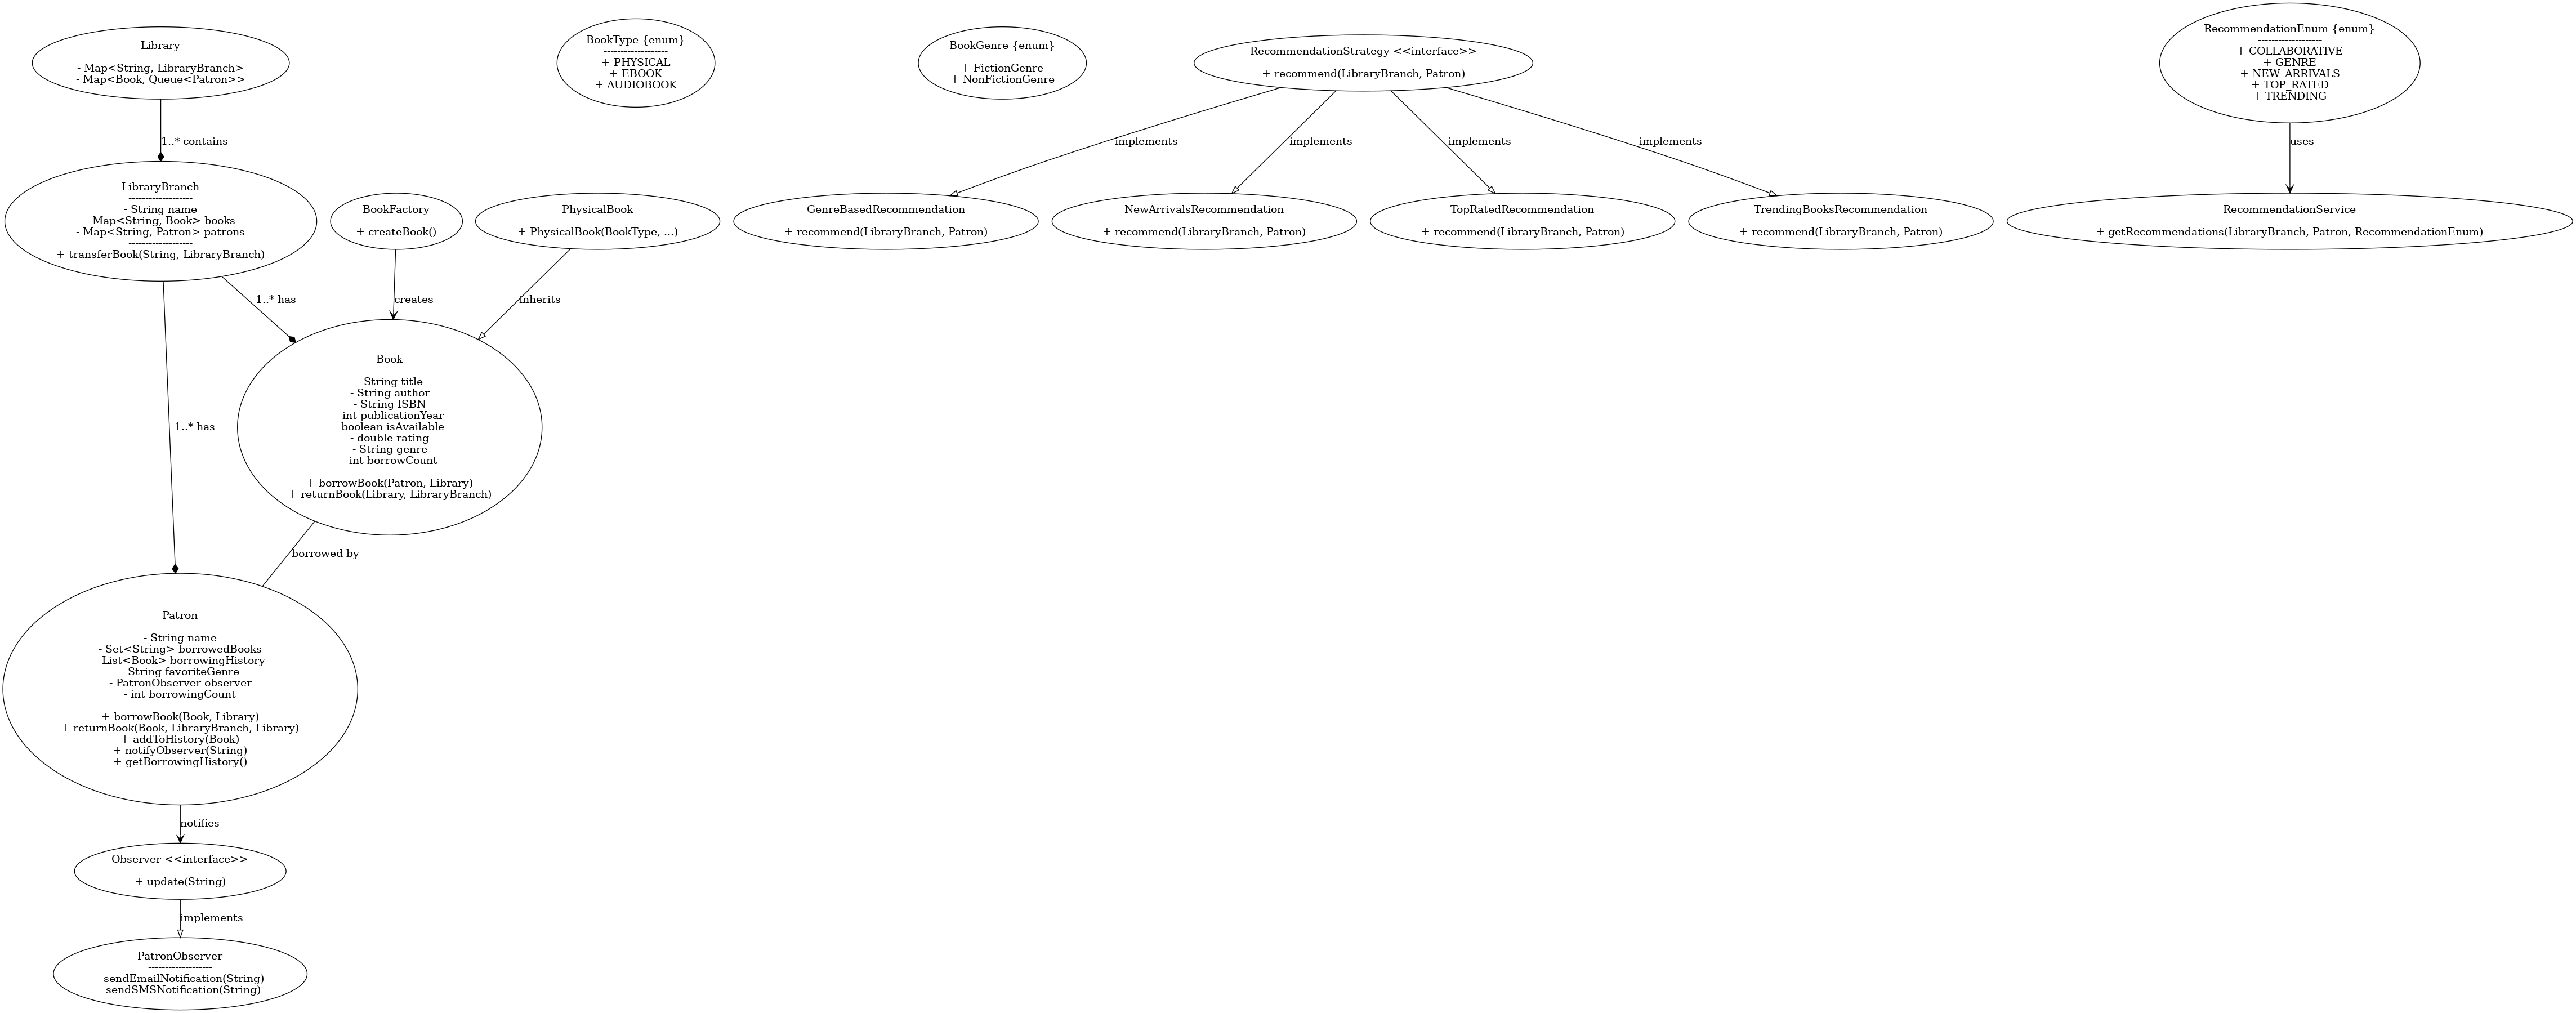 Library
-------------------
- Map<String, LibraryBranch>
- Map<Book, Queue<Patron>>
BookType {enum}
-------------------
+ PHYSICAL
+ EBOOK
+ AUDIOBOOK
BookGenre {enum}
-------------------
+ FictionGenre
+ NonFictionGenre
RecommendationStrategy <<interface>>
-------------------
+ recommend(LibraryBranch, Patron)
RecommendationEnum {enum}
-------------------
+ COLLABORATIVE
+ GENRE
+ NEW_ARRIVALS
+ TOP_RATED
+ TRENDING
1..* contains
implements
implements
implements
implements
uses
LibraryBranch
-------------------
- String name
- Map<String, Book> books
- Map<String, Patron> patrons
-------------------
+ transferBook(String, LibraryBranch)
BookFactory
-------------------
+ createBook()
PhysicalBook
-------------------
+ PhysicalBook(BookType, ...)
GenreBasedRecommendation
-------------------
+ recommend(LibraryBranch, Patron)
NewArrivalsRecommendation
-------------------
+ recommend(LibraryBranch, Patron)
TopRatedRecommendation
-------------------
+ recommend(LibraryBranch, Patron)
TrendingBooksRecommendation
-------------------
+ recommend(LibraryBranch, Patron)
RecommendationService
-------------------
+ getRecommendations(LibraryBranch, Patron, RecommendationEnum)
1..* has
creates
inherits
Book
-------------------
- String title
- String author
- String ISBN
- int publicationYear
- boolean isAvailable
- double rating
- String genre
- int borrowCount
-------------------
+ borrowBook(Patron, Library)
+ returnBook(Library, LibraryBranch)
1..* has
borrowed by
Patron
-------------------
- String name
- Set<String> borrowedBooks
- List<Book> borrowingHistory
- String favoriteGenre
- PatronObserver observer
- int borrowingCount
-------------------
+ borrowBook(Book, Library)
+ returnBook(Book, LibraryBranch, Library)
+ addToHistory(Book)
+ notifyObserver(String)
+ getBorrowingHistory()
notifies
Observer <<interface>>
-------------------
+ update(String)
implements
PatronObserver
-------------------
- sendEmailNotification(String)
- sendSMSNotification(String)